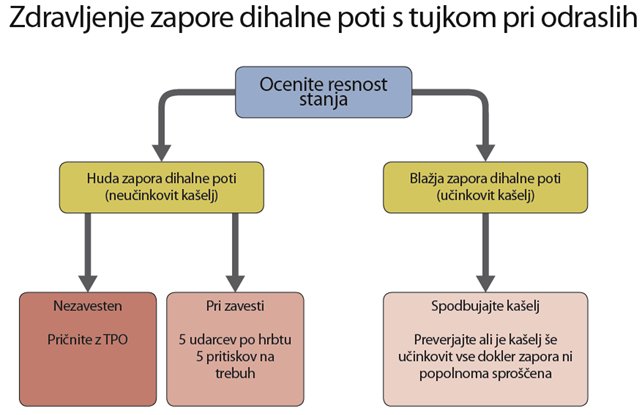 Zdravljenje zapore dihalne poti s tujkom pri odraslih
Ocenite resnost
stanja
Huda zapora dihalne poti
(neučinkovit kašelj)
Blažja zapora dihalne poti
(učinkovit kašelj)
Nezavesten
Pričnite z TPO
Pri zavesti
5 udarcev po hrbtu
5 pritiskov na
trebuh
Spodbujajte kašelj
Preverjajte ali je kašelj še
učinkovit vse dokler zapora ni
popolnoma sproščena